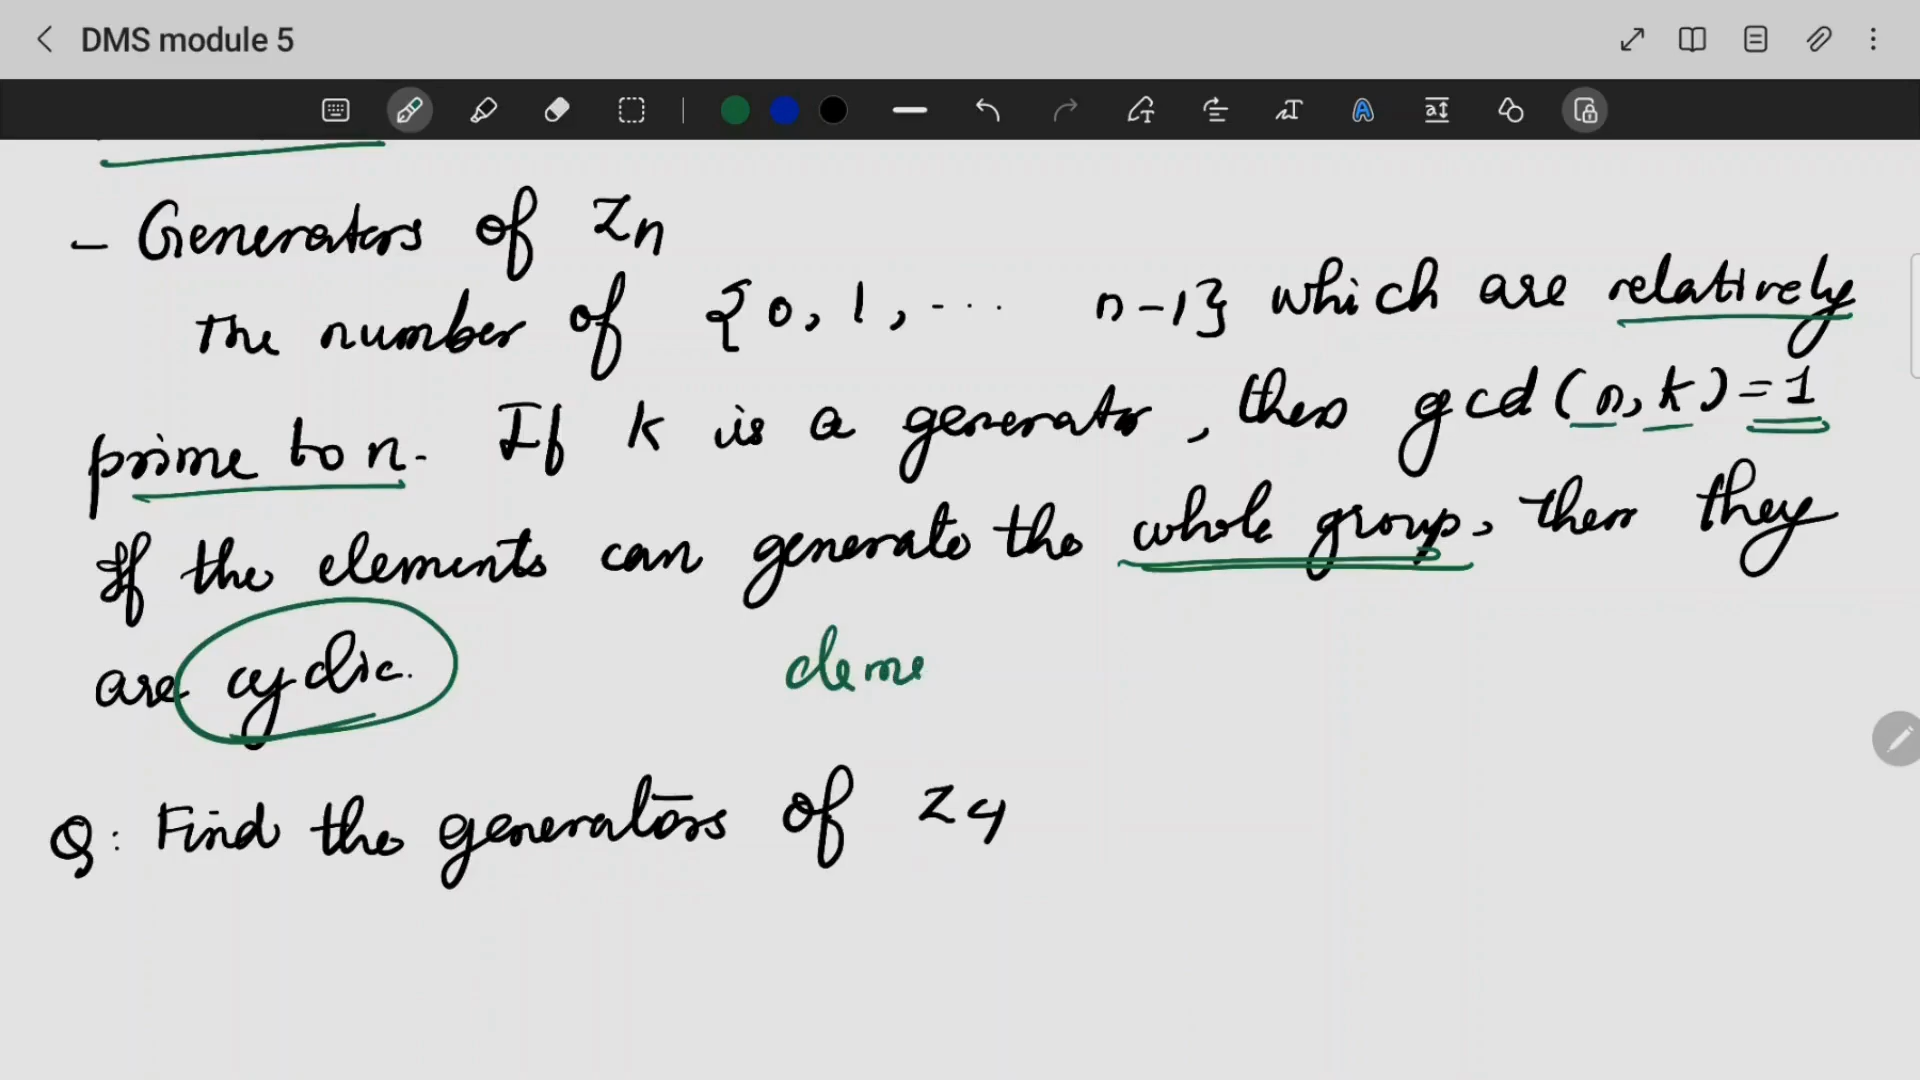 DMS module 5
- Generators of Zn
The number of {0, 1, --- n-1} which are relatively
prime to n. If k is a generator, then gcd(n, k) = 1
If the elements can generate the whole group, then they
are cyclic.
eleme
Q: Find the generators of Z4